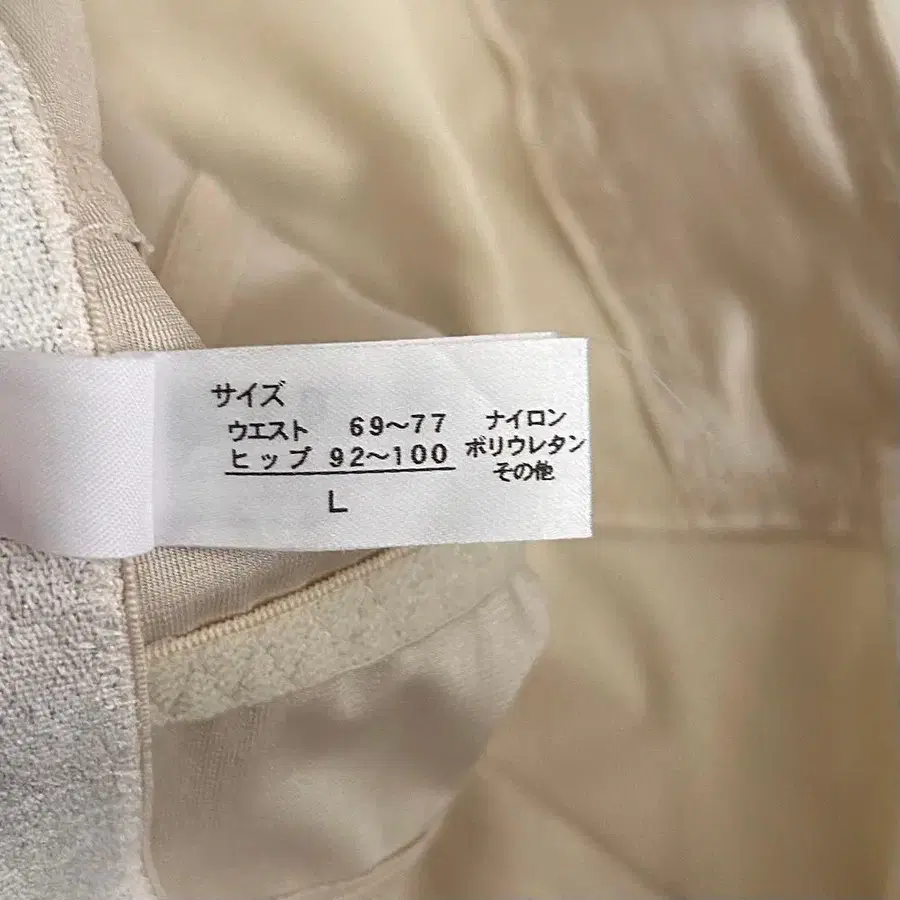 サイズ
ウエスト 69～77
ヒップ 92～100
L
ナイロン
ポリウレタン
その他